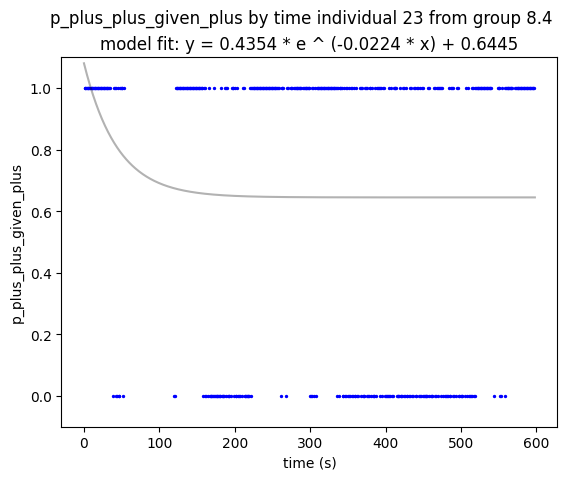 p_plus_plus_given_plus by time individual 23 from group 8.4
model fit: y = 0.4354 * e ^ (-0.0224 * x) + 0.6445
1.0
0.8
0.6
0.4
0.2
0.0
p_plus_plus_given_plus
0 100 200 300 400 500 600
time (s)